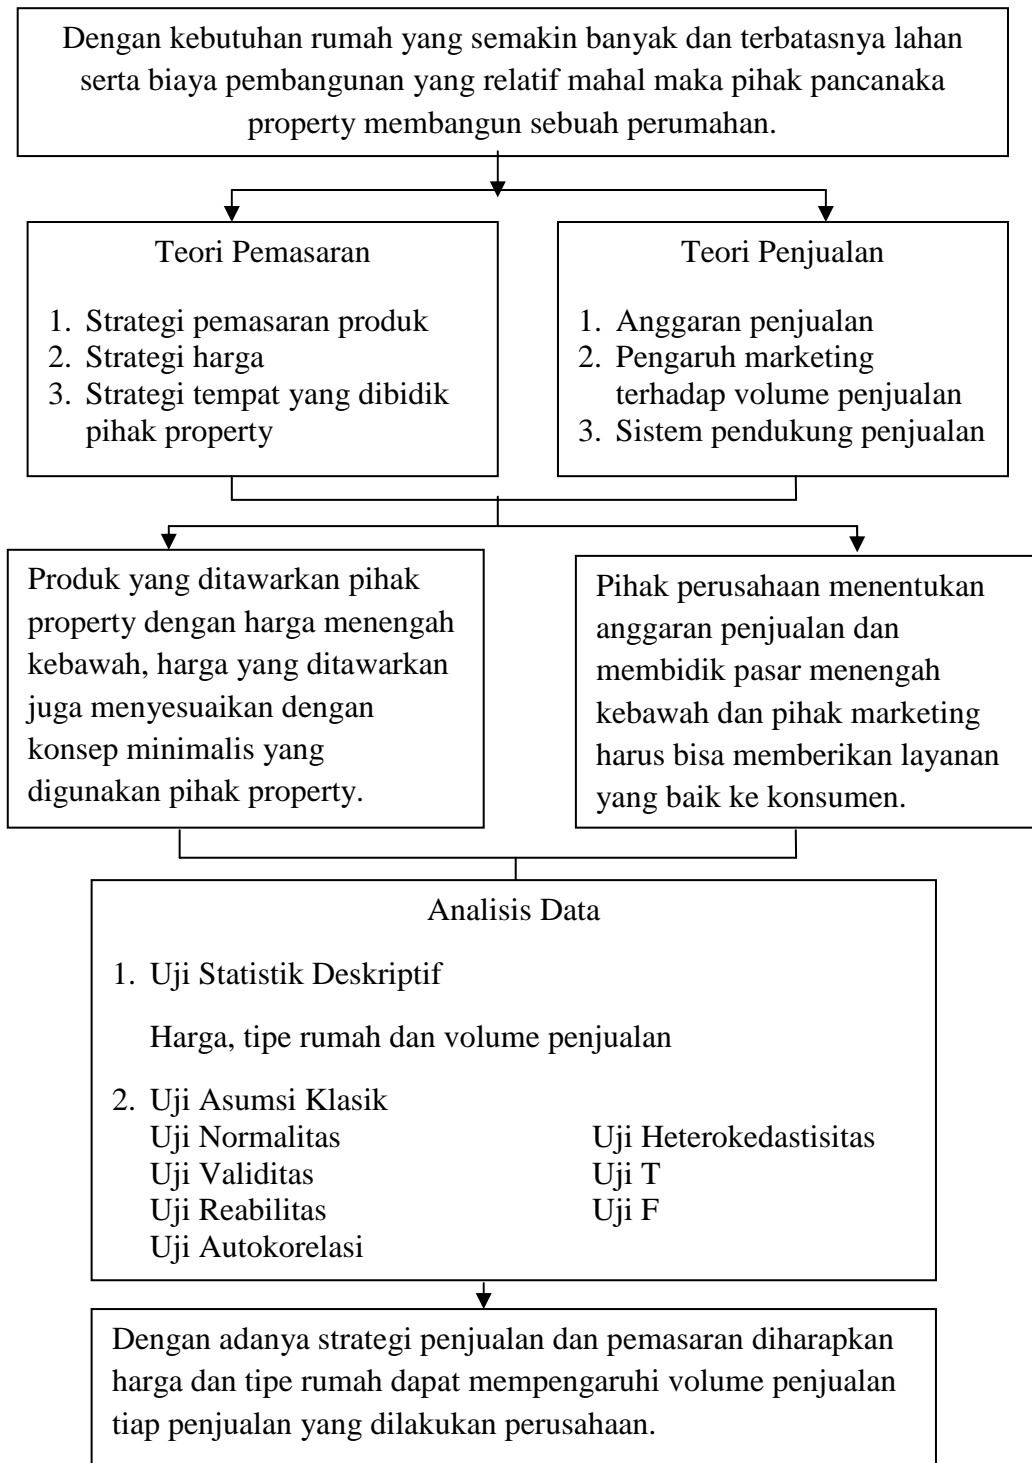 Dengan kebutuhan rumah yang semakin banyak dan terbatasnya lahan
serta biaya pembangunan yang relatif mahal maka pihak pancanaka
property membangun sebuah perumahan.
Teori Pemasaran
1. Strategi pemasaran produk
2. Strategi harga
3. Strategi tempat yang dibidik
pihak property
Teori Penjualan
1. Anggaran penjualan
2. Pengaruh marketing
terhadap volume penjualan
3. Sistem pendukung penjualan
Produk yang ditawarkan pihak
property dengan harga menengah
kebawah, harga yang ditawarkan
juga menyesuaikan dengan
konsep minimalis yang
digunakan pihak property.
Pihak perusahaan menentukan
anggaran penjualan dan
membidik pasar menengah
kebawah dan pihak marketing
harus bisa memberikan layanan
yang baik ke konsumen.
Analisis Data
1. Uji Statistik Deskriptif
Harga, tipe rumah dan volume penjualan
2. Uji Asumsi Klasik
Uji Normalitas
Uji Validitas
Uji Reabilitas
Uji Autokorelasi
Uji Heterokedastisitas
Uji T
Uji F
Dengan adanya strategi penjualan dan pemasaran diharapkan
harga dan tipe rumah dapat mempengaruhi volume penjualan
tiap penjualan yang dilakukan perusahaan.